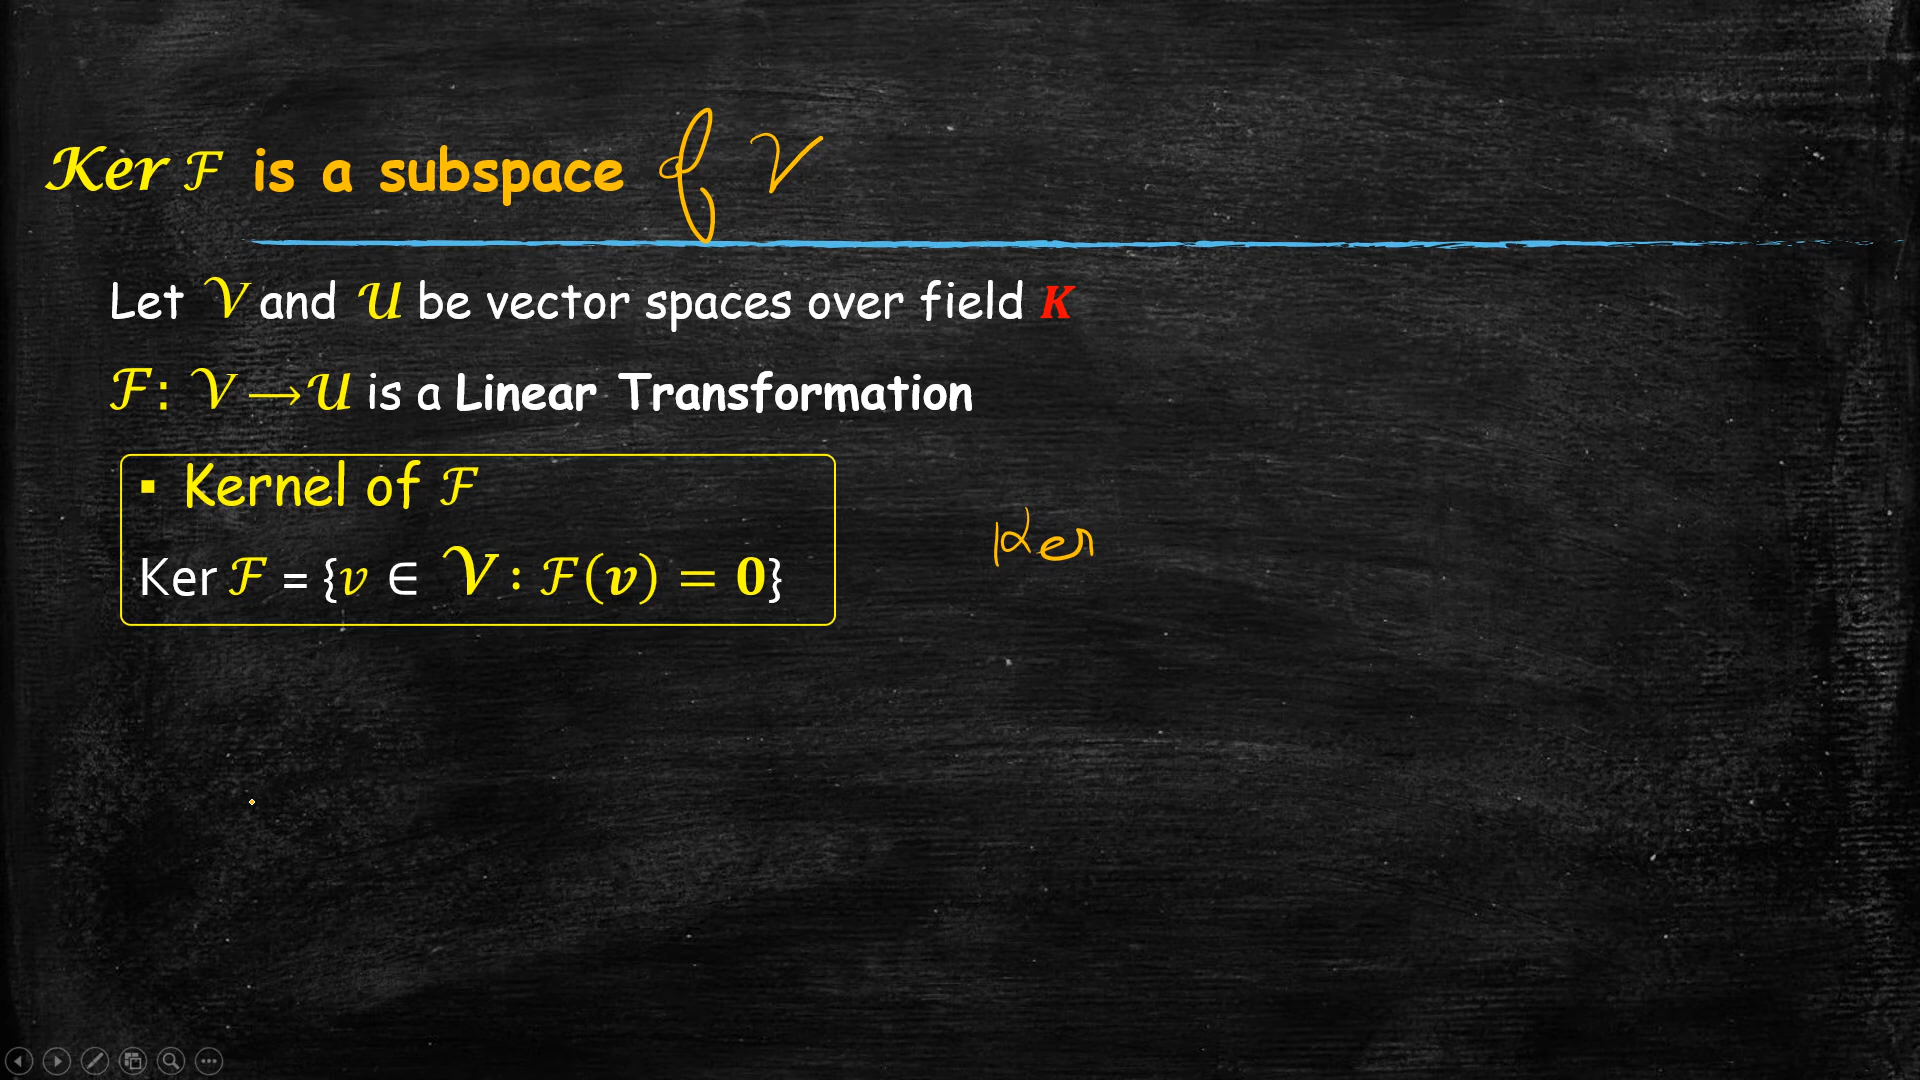 𝒦er ℱ is a subspace of 𝒱
Let 𝒱 and 𝒰 be vector spaces over field K
ℱ: 𝒱 ⟶ 𝒰 is a Linear Transformation
▪ Kernel of ℱ
Ker ℱ = {v ∈ 𝒱 : ℱ(v) = 0}
Ker